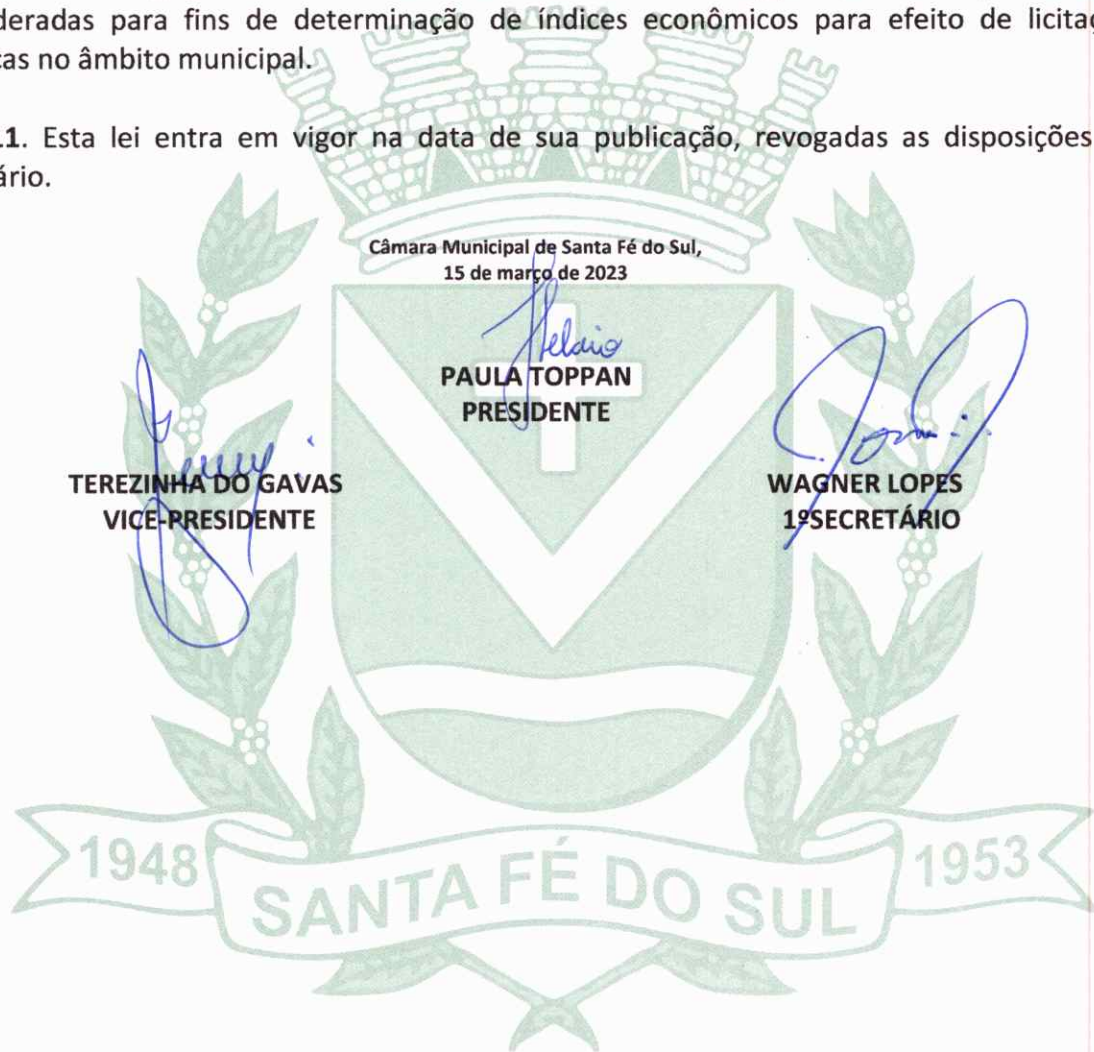 deradas para fins de determinação de índices econômicos para efeito de licitaç
as no âmbito municipal.
1. Esta lei entra em vigor na data de sua publicação, revogadas as disposições
ário.
Câmara Municipal de Santa Fé do Sul,
15 de março de 2023
PAULA TOPPAN
PRESIDENTE
TEREZINHA DO GAVAS
VICE-PRESIDENTE
WAGNER LOPES
1ºSECRETÁRIO
1948
SANTA FÉ DO SUL
1953